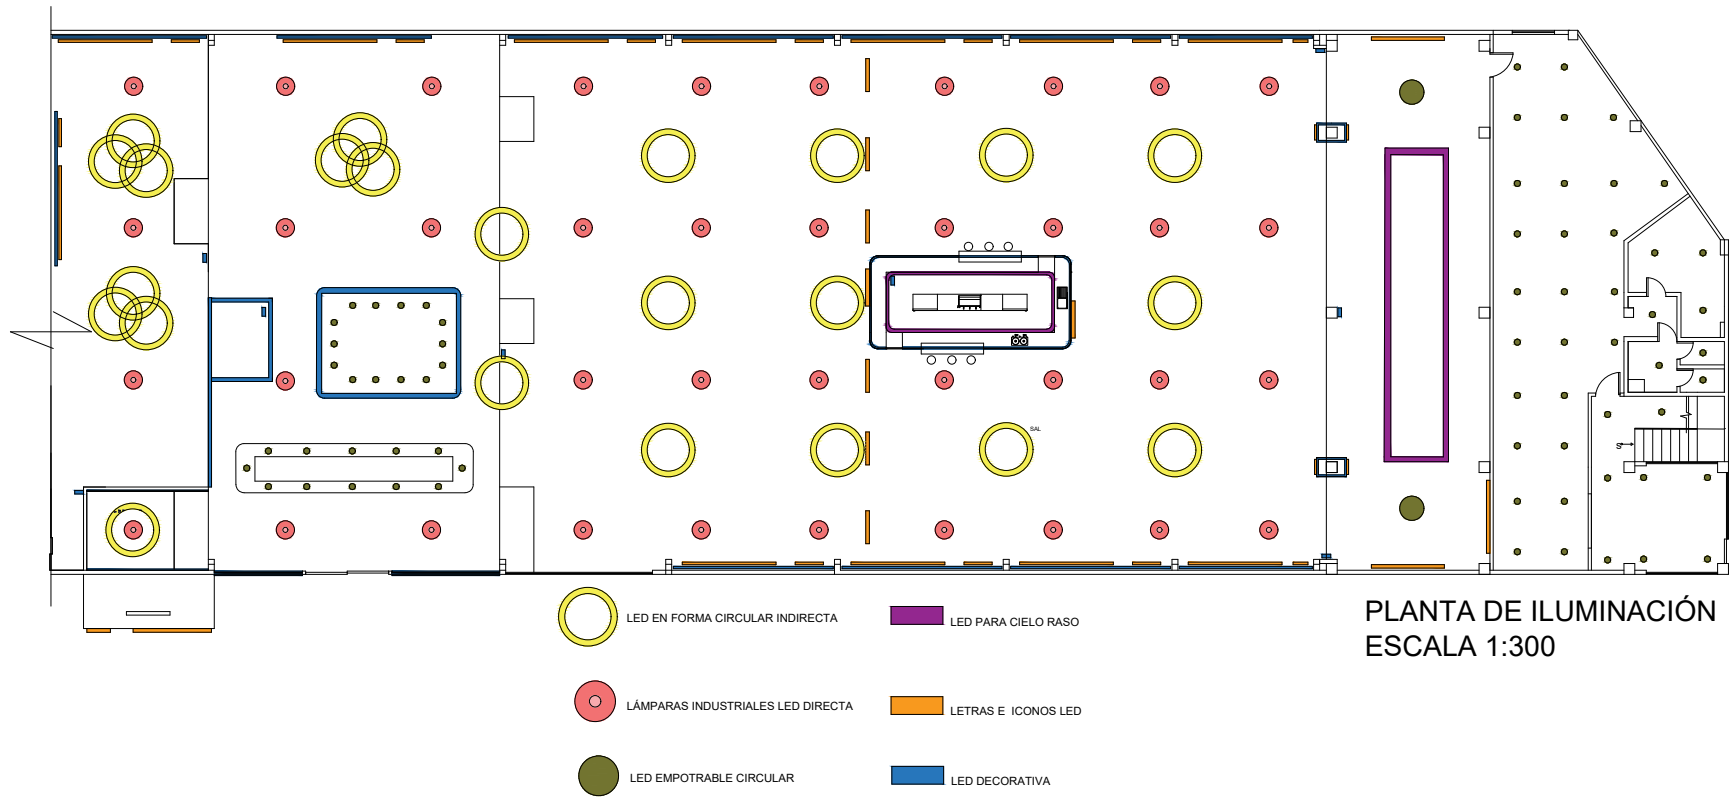 SAL
S
LED EN FORMA CIRCULAR INDIRECTA
LED PARA CIELO RASO
PLANTA DE ILUMINACIÓN
ESCALA 1:300
LÁMPARAS INDUSTRIALES LED DIRECTA
LETRAS E ICONOS LED
LED EMPOTRABLE CIRCULAR
LED DECORATIVA